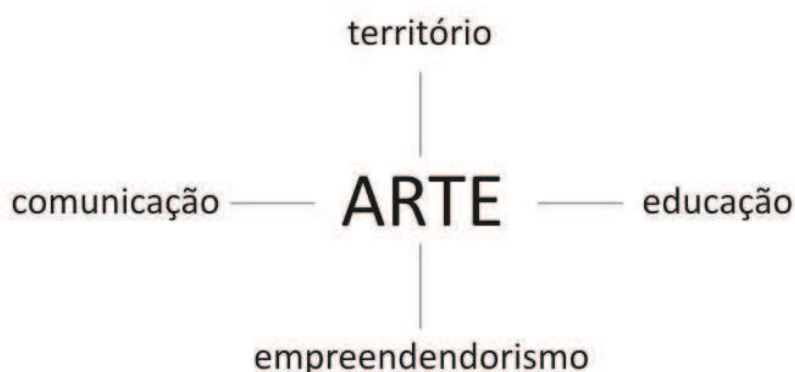 território
comunicação
ARTE
educação
empreendendorismo